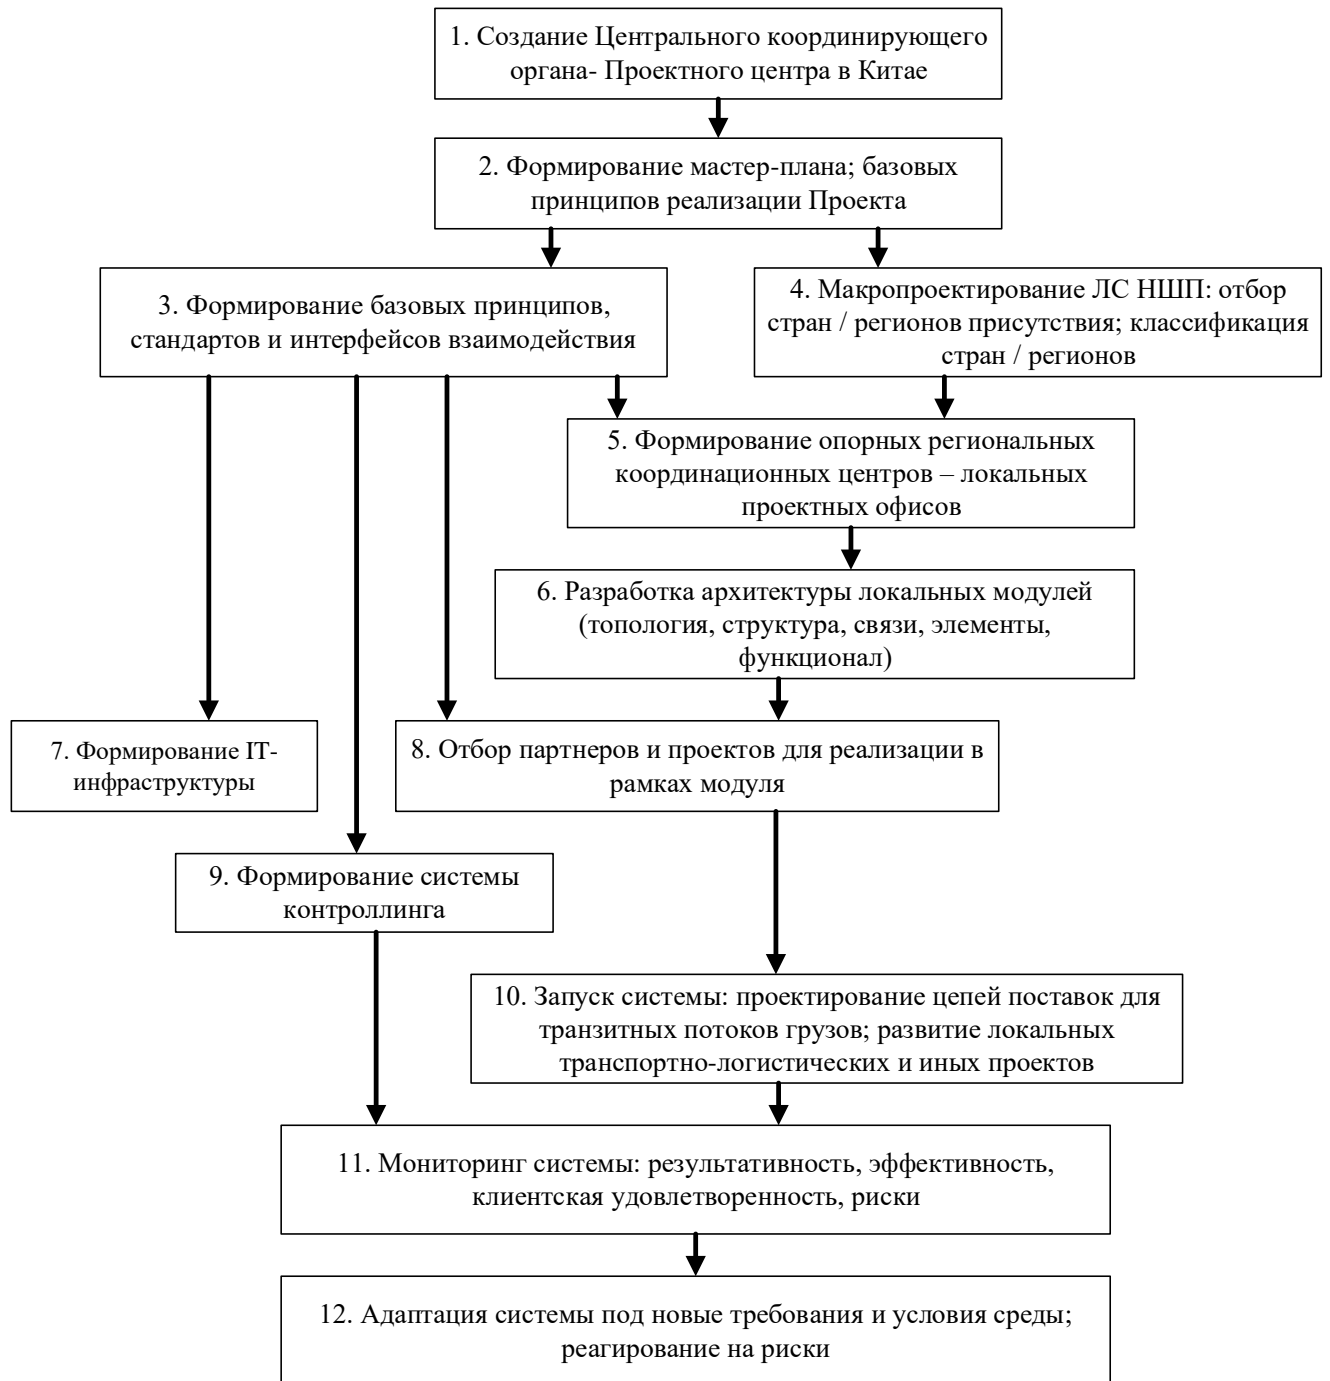 1. Создание Центрального координирующего
органа- Проектного центра в Китае
2. Формирование мастер-плана; базовых
принципов реализации Проекта
3. Формирование базовых принципов,
стандартов и интерфейсов взаимодействия
4. Макропроектирование ЛС НШП: отбор
стран / регионов присутствия; классификация
стран / регионов
5. Формирование опорных региональных
координационных центров – локальных
проектных офисов
6. Разработка архитектуры локальных модулей
(топология, структура, связи, элементы,
функционал)
7. Формирование IT-
инфраструктуры
8. Отбор партнеров и проектов для реализации в
рамках модуля
9. Формирование системы
контроллинга
10. Запуск системы: проектирование цепей поставок для
транзитных потоков грузов; развитие локальных
транспортно-логистических и иных проектов
11. Мониторинг системы: результативность, эффективность,
клиентская удовлетворенность, риски
12. Адаптация системы под новые требования и условия среды;
реагирование на риски